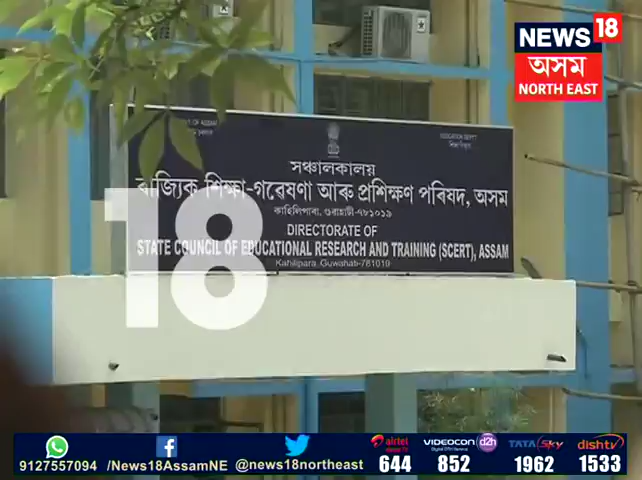 NEWS 18
অসম
NORTH EAST
EDUCATION DEPTT
সঞ্চালকালয়
ৰাজ্যিক শিক্ষা-গৱেষণা আৰু প্ৰশিক্ষণ পৰিষদ, অসম
কাহিলিপাৰা, গুৱাহাটী-৭৮১০১৯
DIRECTORATE OF
STATE COUNCIL OF EDUCATIONAL RESEARCH AND TRAINING (SCERT), ASSAM
Kahilipara, Guwahati-781019
18
9127557094 /News18AssamNE @news18northeast airtel 644 VIDEOCON d2h 852 TATA Sky 1962 dishtv 1533